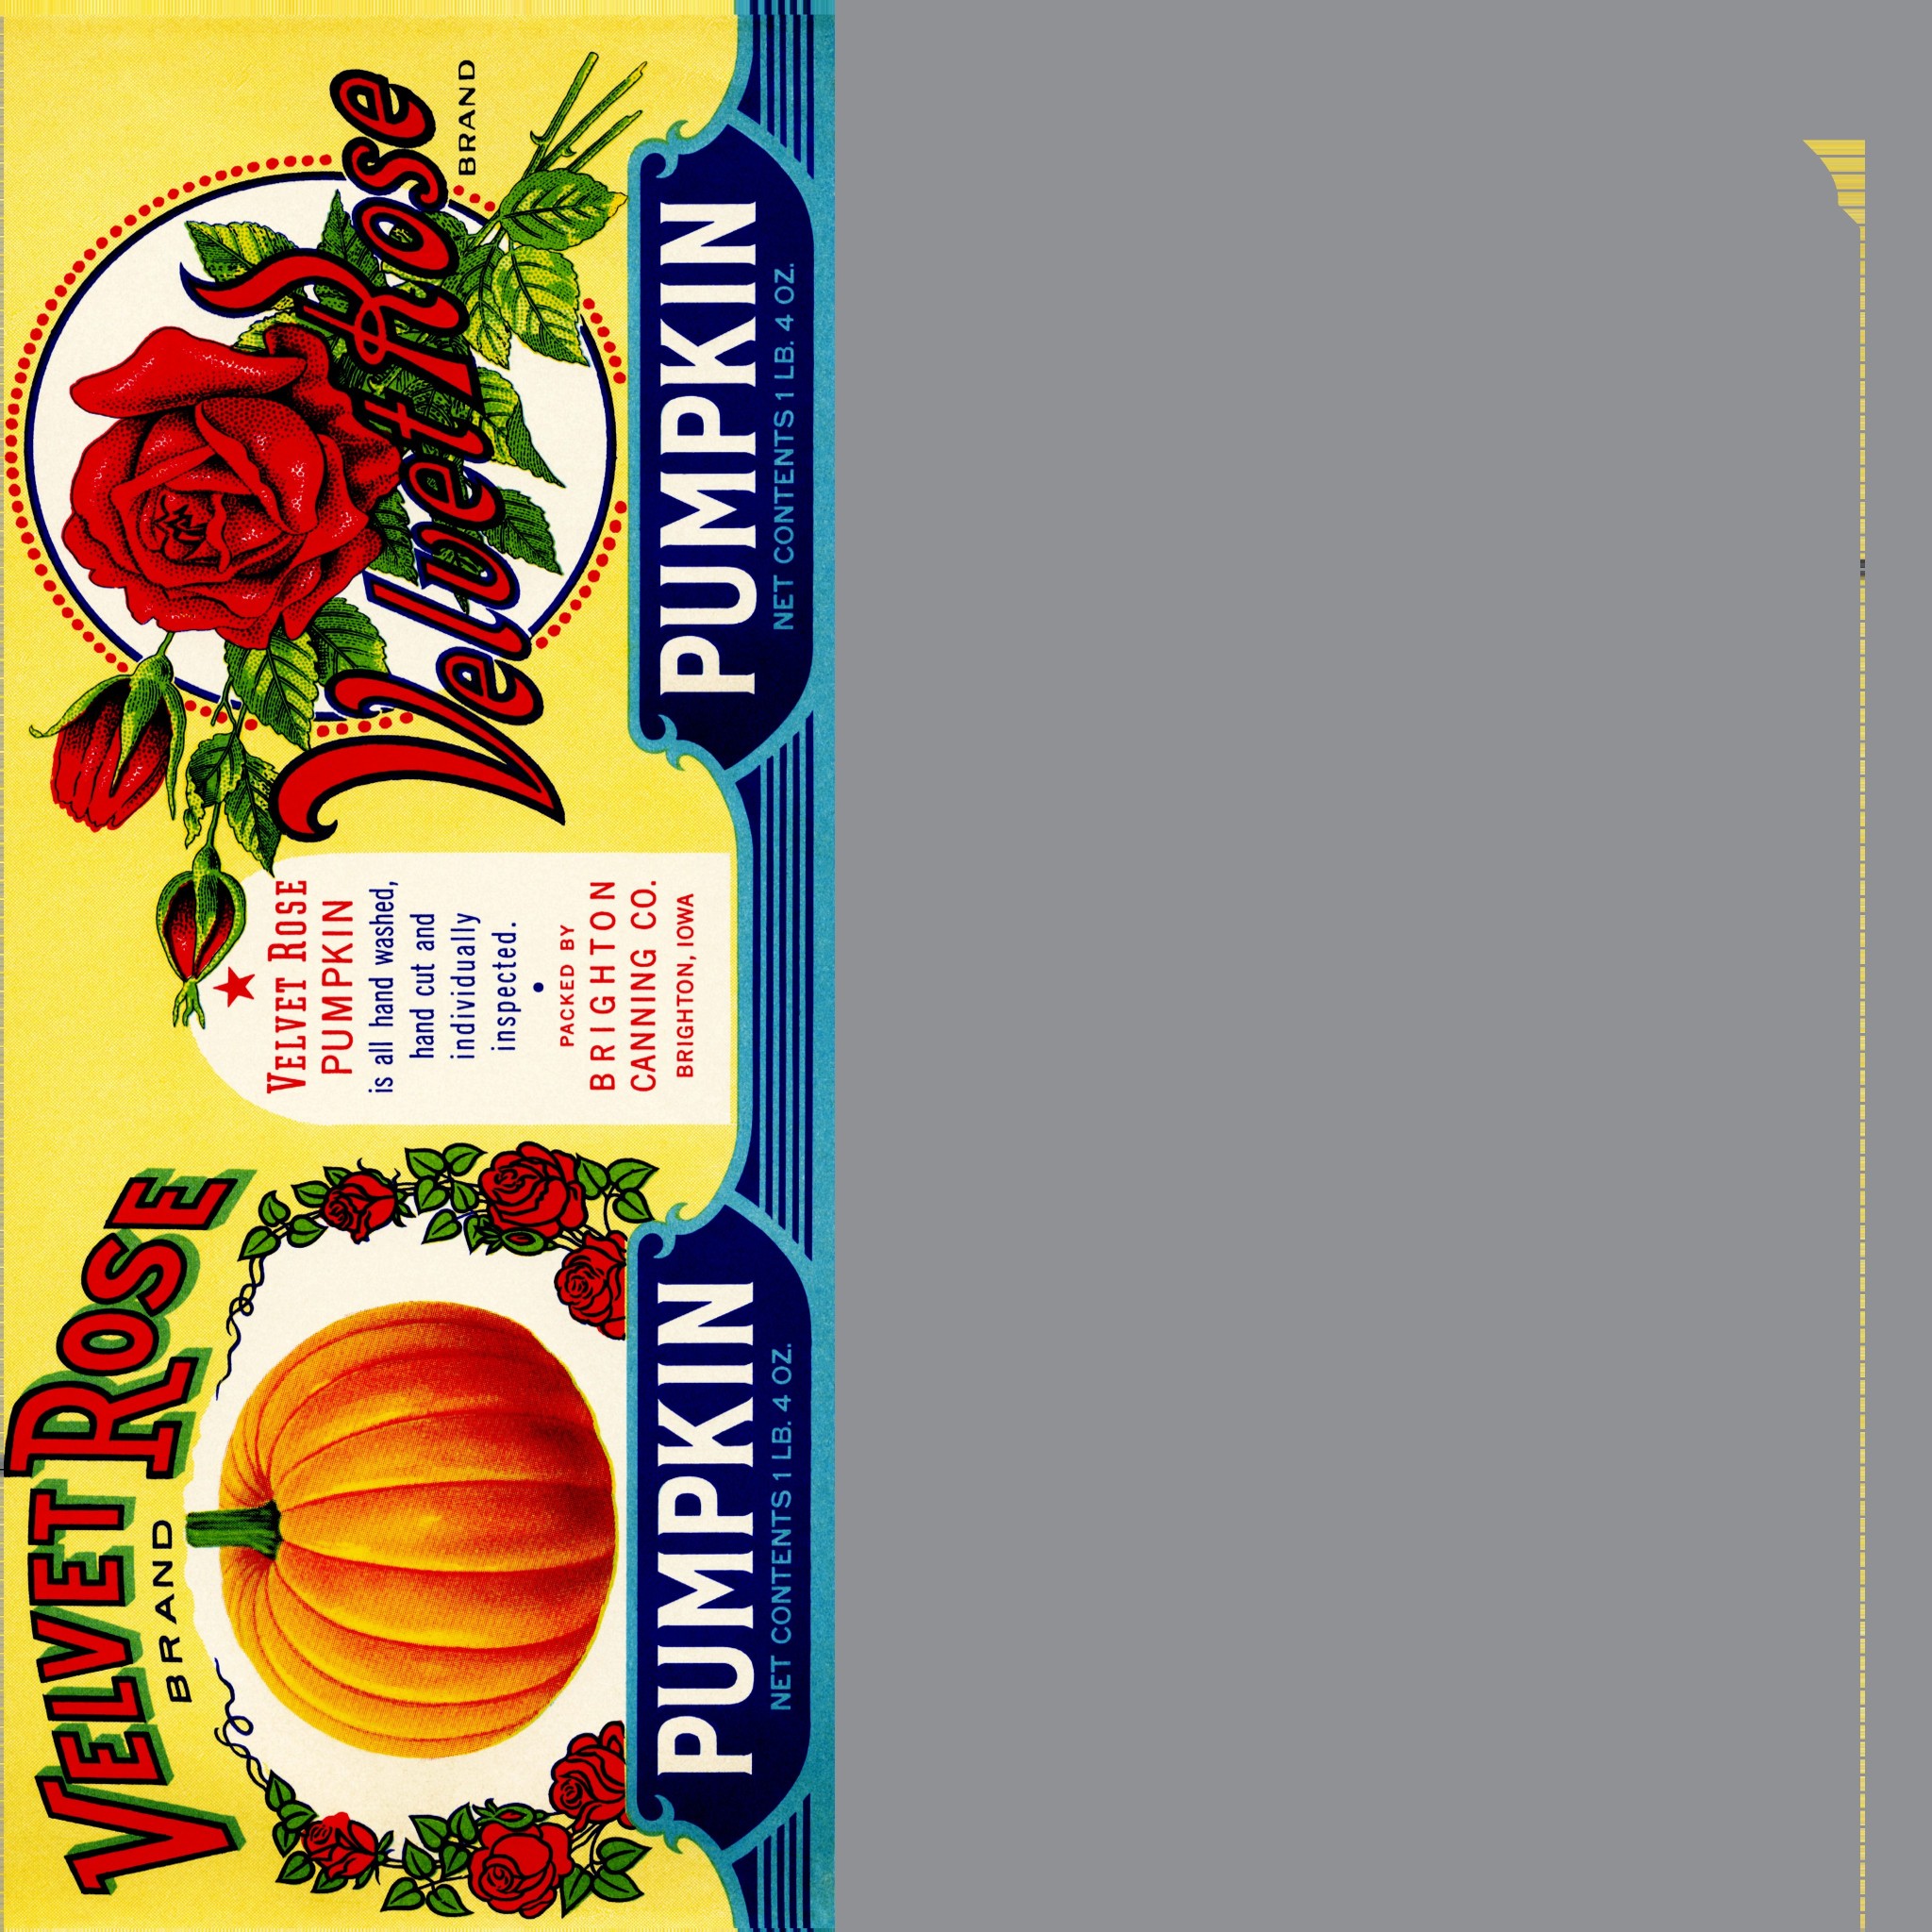 VELVET ROSE
BRAND
PUMPKIN
NET CONTENTS 1 LB. 4 OZ.
VELVET ROSE
PUMPKIN
is all hand washed,
hand cut and
individually
inspected.
PACKED BY
BRIGHTON
CANNING CO.
BRIGHTON, IOWA
Velvet Rose
BRAND
PUMPKIN
NET CONTENTS 1 LB. 4 OZ.